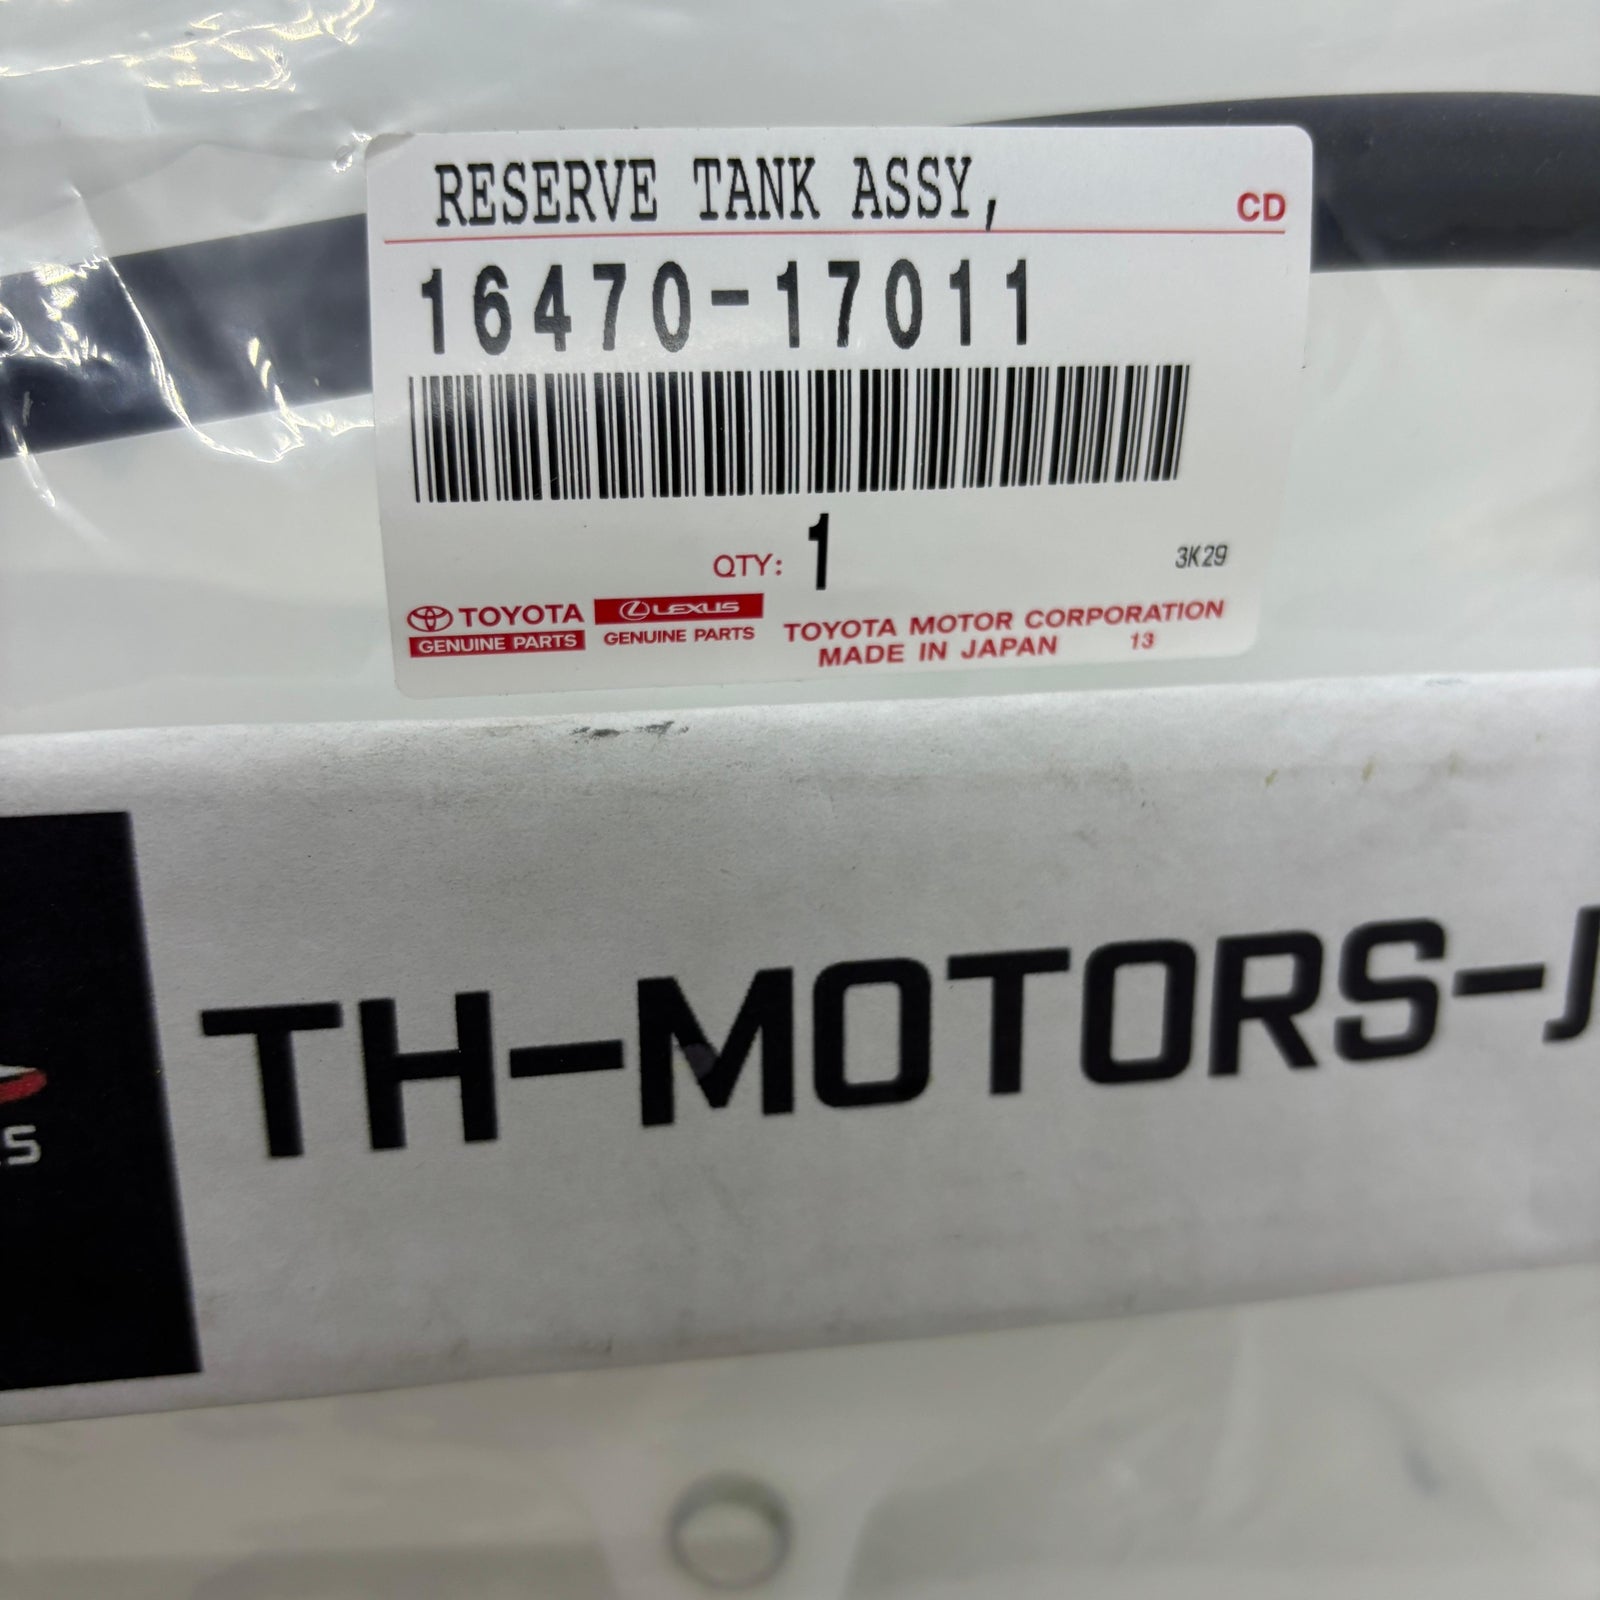 RESERVE TANK ASSY,
CD
16470-17011
QTY: 1
3K29
TOYOTA
GENUINE PARTS
LEXUS
GENUINE PARTS
TOYOTA MOTOR CORPORATION
MADE IN JAPAN 13
TH-MOTORS-J